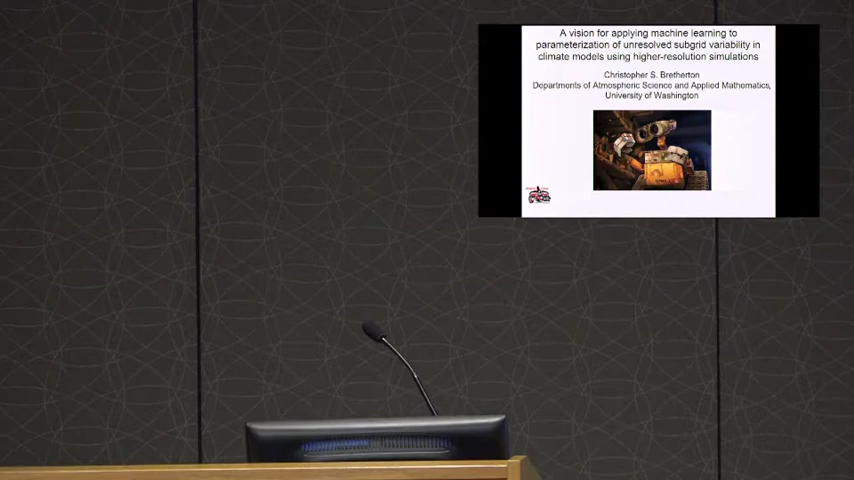 A vision for applying machine learning to
parameterization of unresolved subgrid variability in
climate models using higher-resolution simulations
Christopher S. Bretherton
Departments of Atmospheric Science and Applied Mathematics,
University of Washington